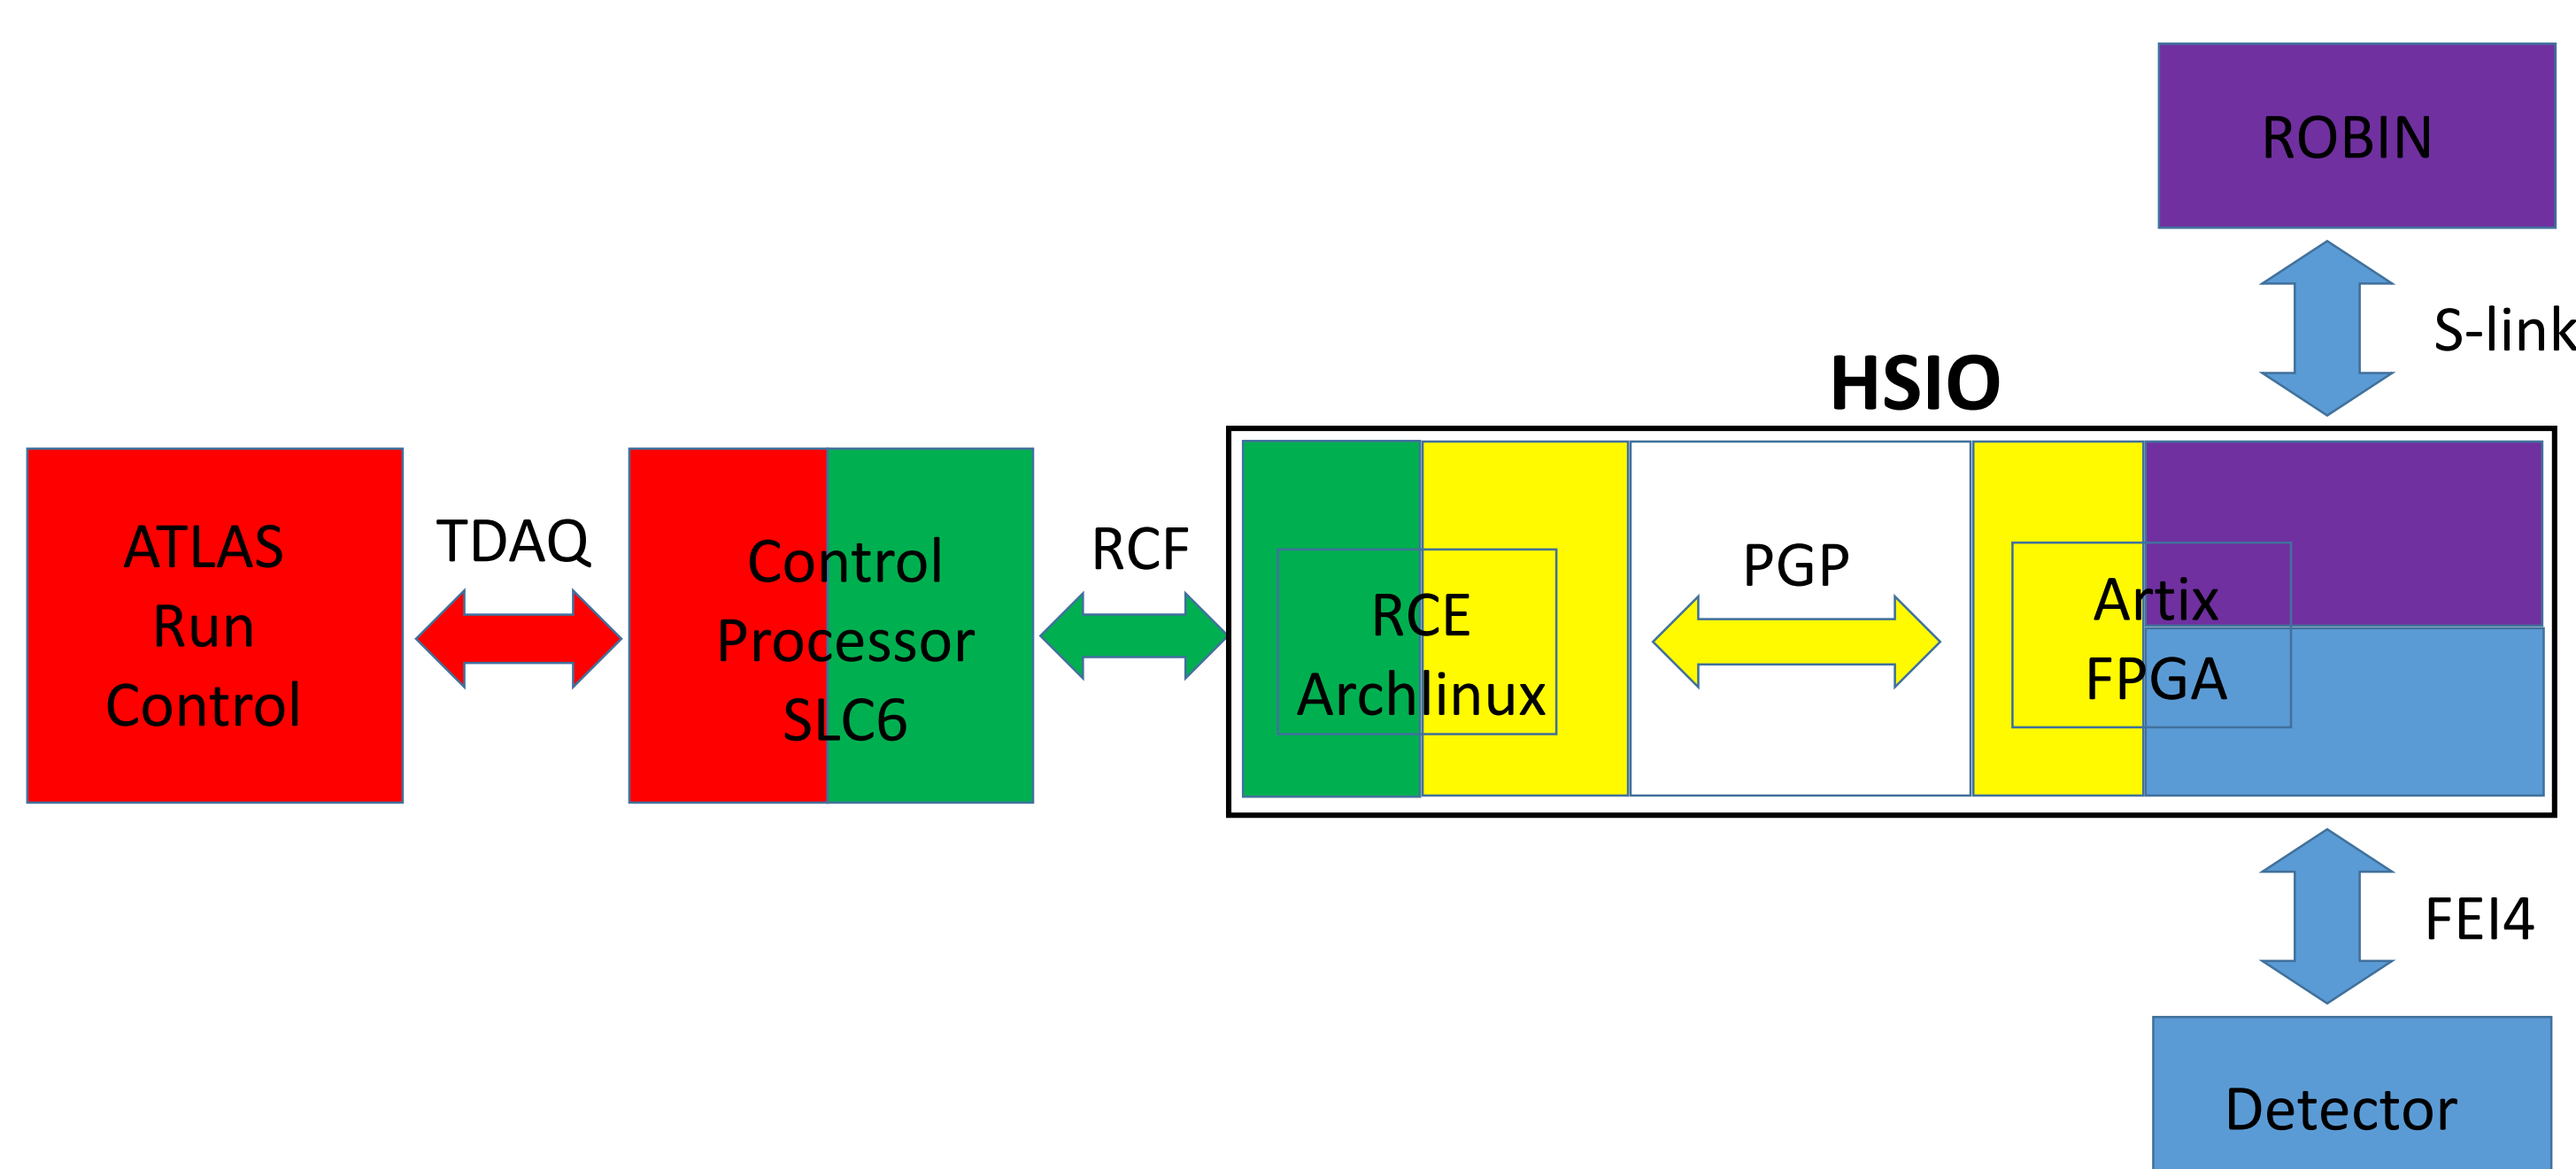 ROBIN
S-link
HSIO
ATLAS
Run
Control
TDAQ
Control
Processor
SLC6
RCF
RCE
Archlinux
PGP
Artix
FPGA
FEI4
Detector